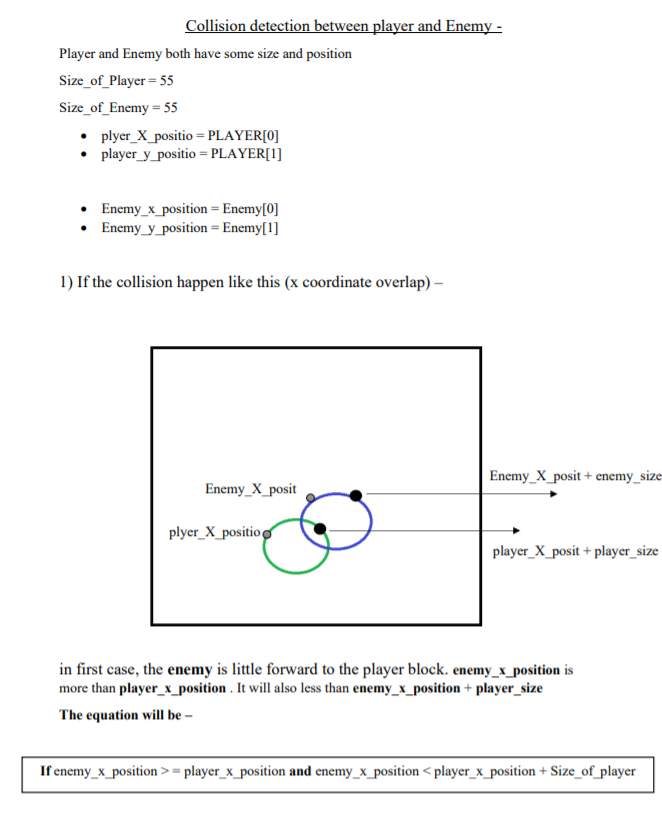 Collision detection between player and Enemy -
Player and Enemy both have some size and position
Size_of_Player = 55
Size_of_Enemy = 55
• plyer_X_positio = PLAYER[0]
• player_y_positio = PLAYER[1]
• Enemy_x_position = Enemy[0]
• Enemy_y_position = Enemy[1]
1) If the collision happen like this (x coordinate overlap) –
Enemy_X_posit + enemy_size
Enemy_X_posit
plyer_X_positio
player_X_posit + player_size
in first case, the enemy is little forward to the player block. enemy_x_position is
more than player_x_position . It will also less than enemy_x_position + player_size
The equation will be –
If enemy_x_position > = player_x_position and enemy_x_position < player_x_position + Size_of_player